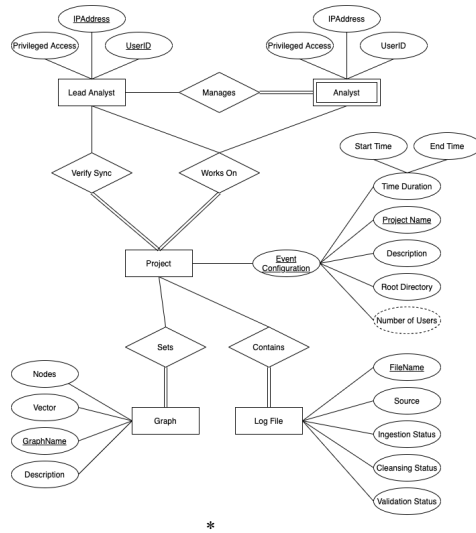 IPAddress
IPAddress
Privileged Access
UserID
Privileged Access
UserID
Lead Analyst
Manages
Analyst
Start Time
End Time
Verify Sync
Works On
Time Duration
Project Name
Project
Event
Configuration
Description
Root Directory
Number of Users
Sets
Contains
Nodes
FileName
Vector
Source
Graph
Log File
GraphName
Ingestion Status
Description
Cleansing Status
Validation Status
*